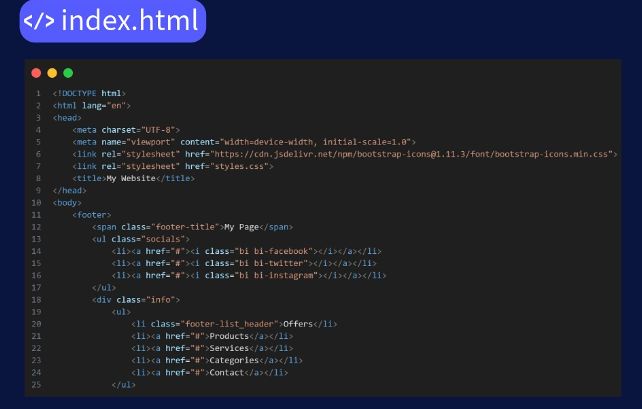 </> index.html
1 <!DOCTYPE html>
2 <html lang="en">
3 <head>
4     <meta charset="UTF-8">
5     <meta name="viewport" content="width=device-width, initial-scale=1.0">
6     <link rel="stylesheet" href="https://cdn.jsdelivr.net/npm/bootstrap-icons@1.11.3/font/bootstrap-icons.min.css">
7     <link rel="stylesheet" href="styles.css">
8     <title>My Website</title>
9 </head>
10 <body>
11     <footer>
12         <span class="footer-title">My Page</span>
13         <ul class="socials">
14             <li><a href="#"><i class="bi bi-facebook"></i></a></li>
15             <li><a href="#"><i class="bi bi-twitter"></i></a></li>
16             <li><a href="#"><i class="bi bi-instagram"></i></a></li>
17         </ul>
18         <div class="info">
19             <ul>
20                 <li class="footer-list_header">Offers</li>
21                 <li><a href="#">Products</a></li>
22                 <li><a href="#">Services</a></li>
23                 <li><a href="#">Categories</a></li>
24                 <li><a href="#">Contact</a></li>
25             </ul>